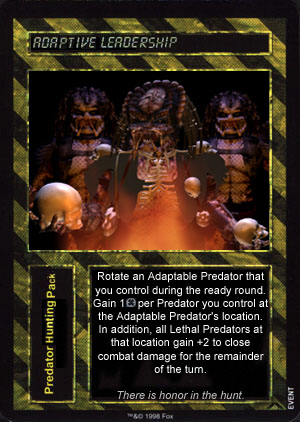 ADAPTIVE LEADERSHIP
Predator Hunting Pack
Rotate an Adaptable Predator that
you control during the ready round.
Gain 1 per Predator you control at
the Adaptable Predator's location.
In addition, all Lethal Predators at
that location gain +2 to close
combat damage for the remainder
of the turn.
There is honor in the hunt.
EVENT
™&© 1998 Fox